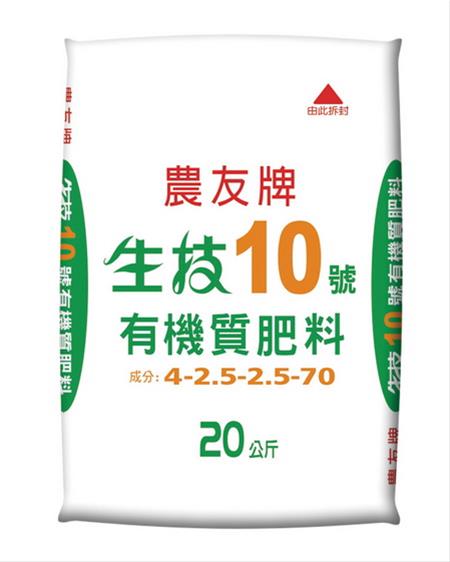 由此拆封
農友牌
生技10號
有機質肥料
成分：4-2.5-2.5-70
20公斤
農友牌
生技10號有機質肥料
生技10號有機質肥料
農友牌